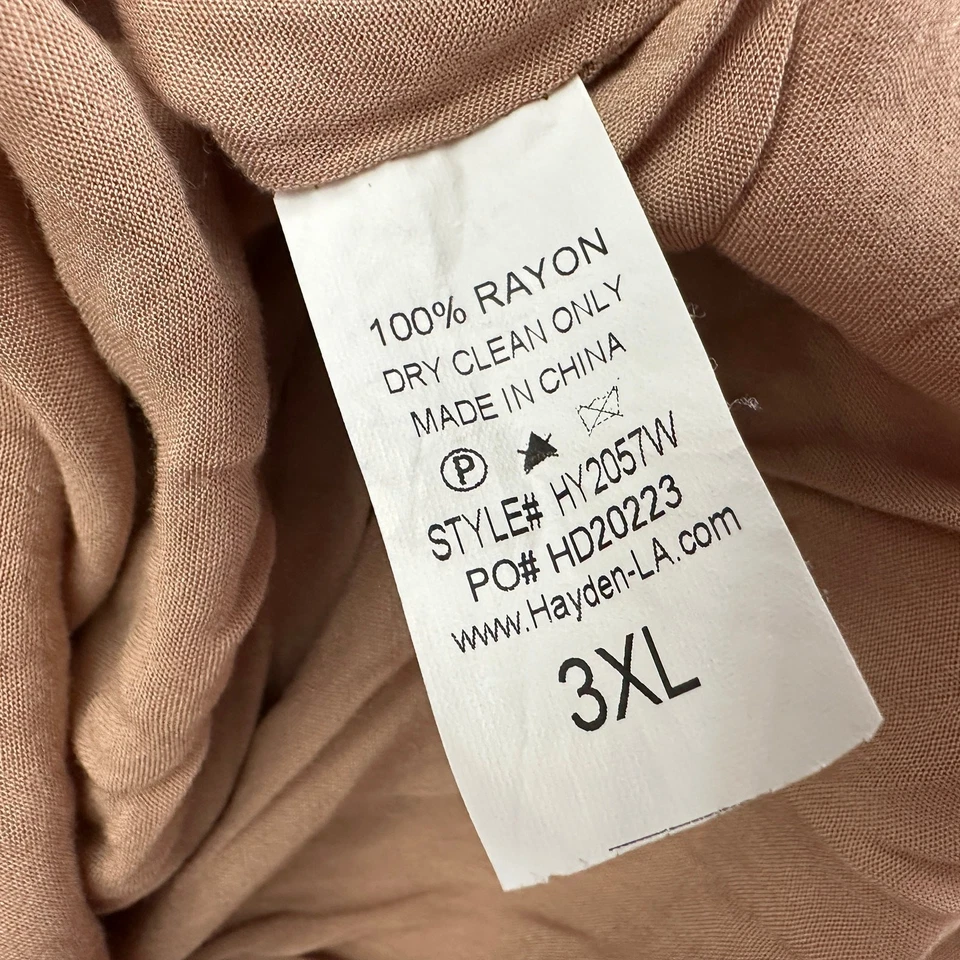 100% RAYON
DRY CLEAN ONLY
MADE IN CHINA
P
STYLE# HY2057W
PO# HD20223
www.Hayden-LA.com
3XL